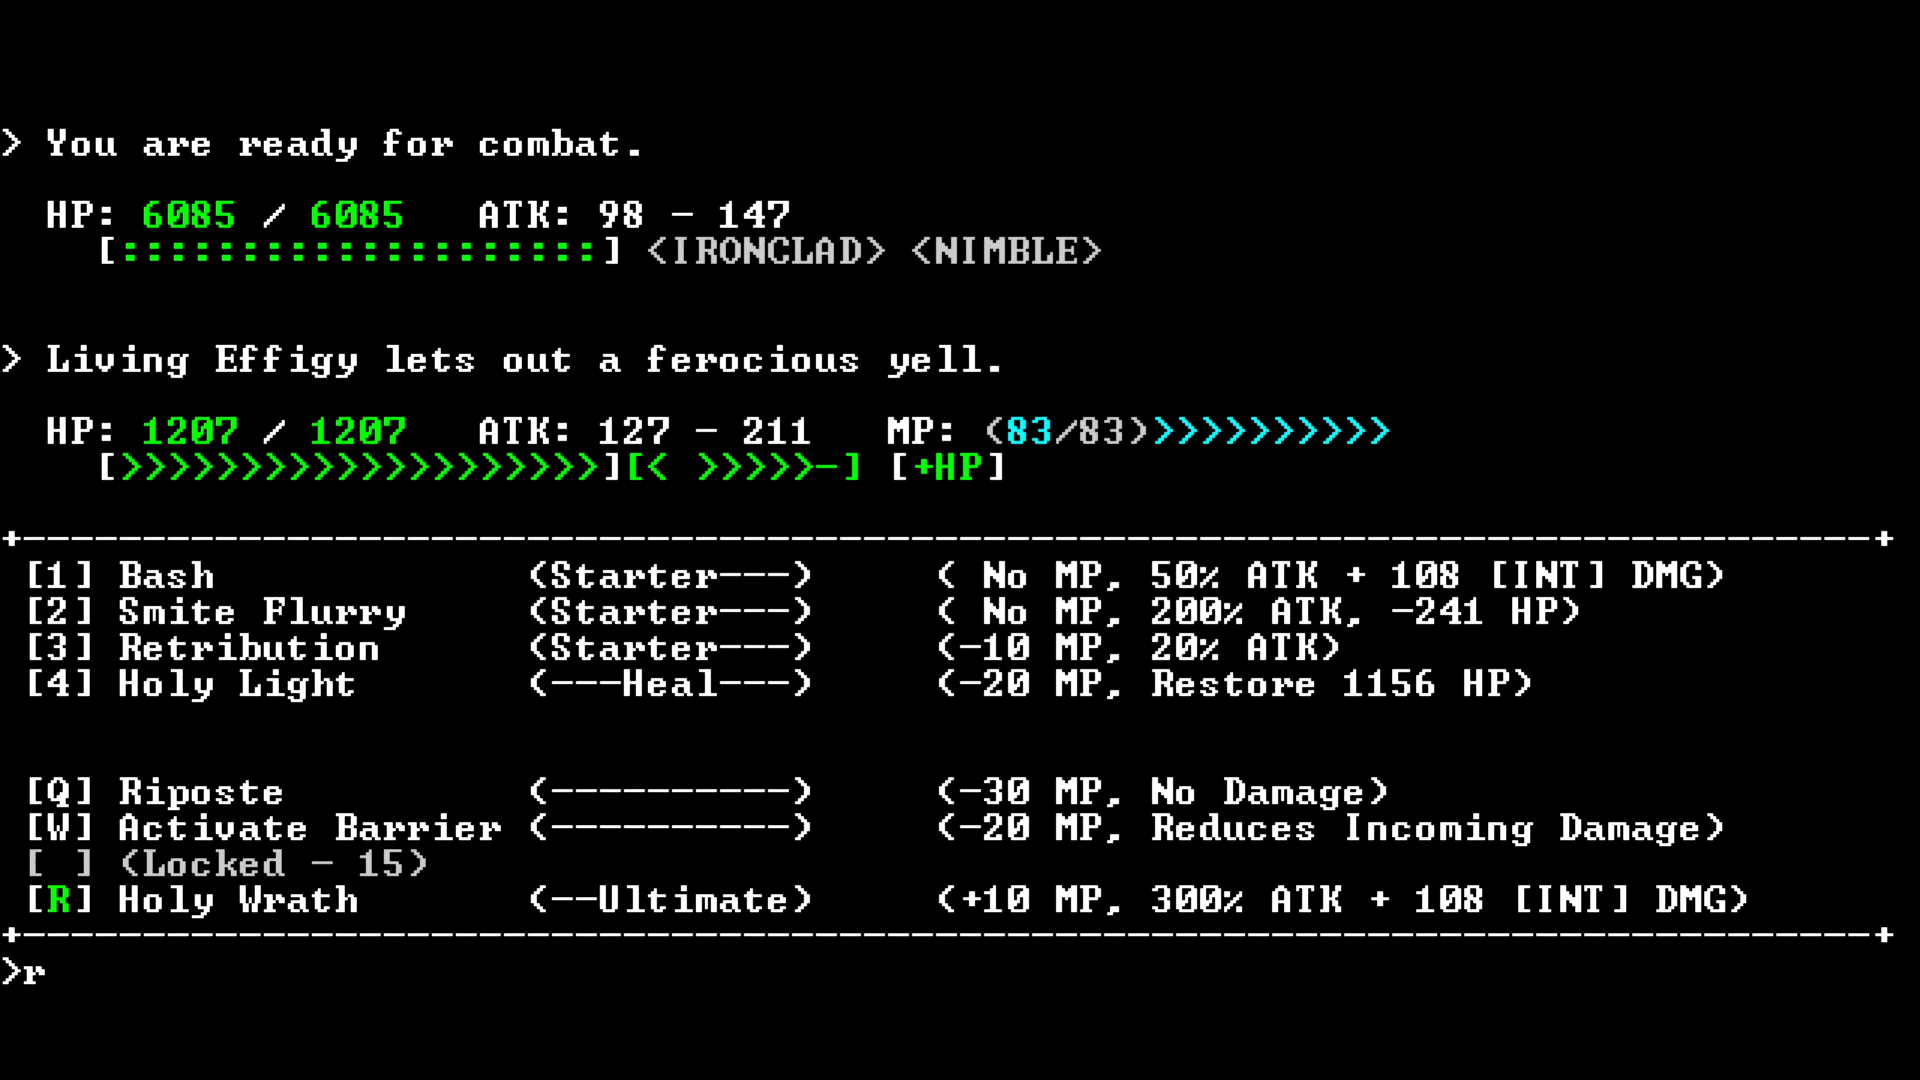 > You are ready for combat.
HP: 6085 / 6085   ATK: 98 - 147
[::::::::::::::::::::] <IRONCLAD> <NIMBLE>
> Living Effigy lets out a ferocious yell.
HP: 1207 / 1207   ATK: 127 - 211   MP: (83/83)>>>>>>>>>>
[>>>>>>>>>>>>>>>>>>>>][< >>>>>-] [+HP]
+-----------------------------------------------------------------------------+
[1] Bash             (Starter---)     ( No MP, 50% ATK + 108 [INT] DMG)
[2] Smite Flurry     (Starter---)     ( No MP, 200% ATK, -241 HP)
[3] Retribution      (Starter---)     (-10 MP, 20% ATK)
[4] Holy Light       (---Heal---)     (-20 MP, Restore 1156 HP)
[Q] Riposte          (----------)     (-30 MP, No Damage)
[W] Activate Barrier (----------)     (-20 MP, Reduces Incoming Damage)
[ ] (Locked - 15)
[R] Holy Wrath       (--Ultimate)     (+10 MP, 300% ATK + 108 [INT] DMG)
+-----------------------------------------------------------------------------+
>r